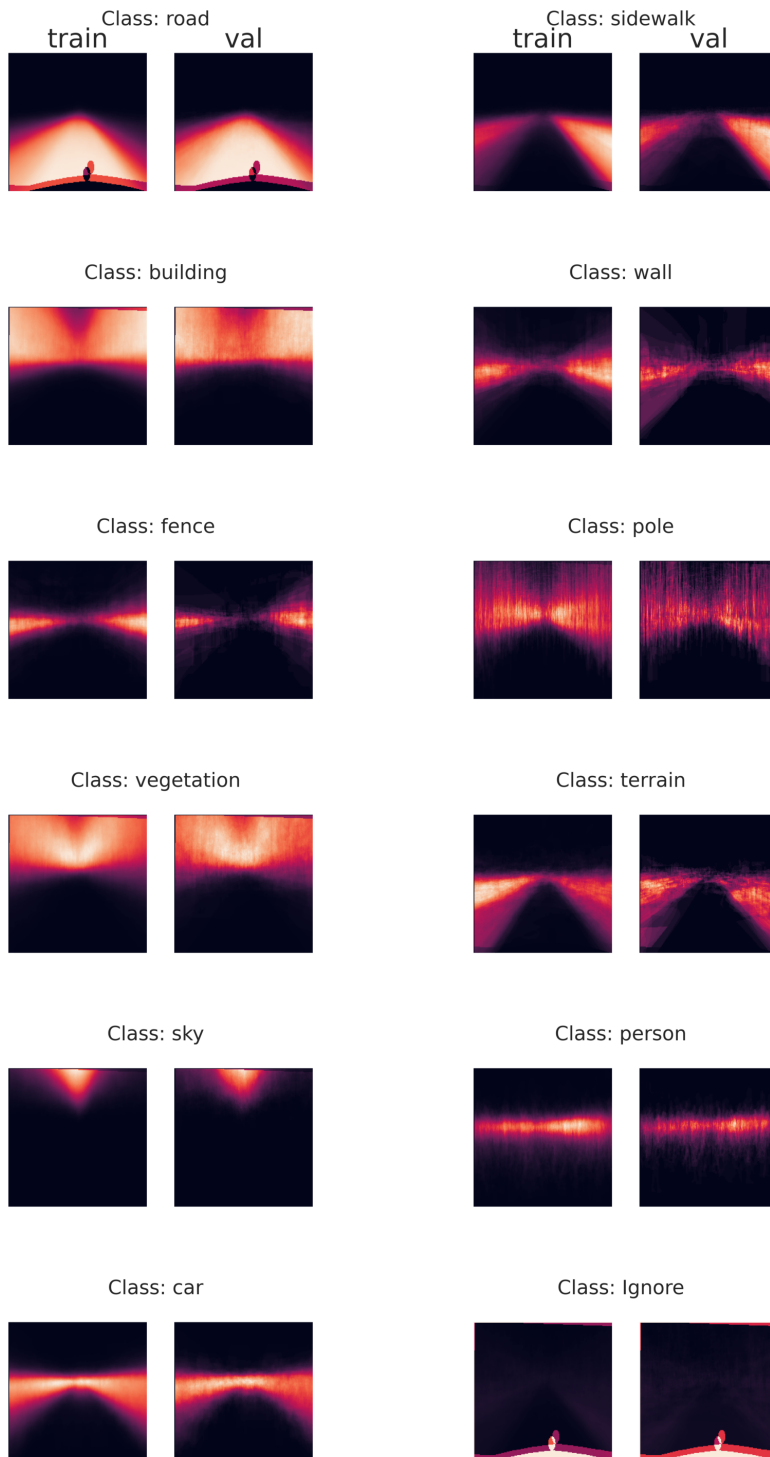 Class: road
train val
Class: sidewalk
train val
Class: building
Class: wall
Class: fence
Class: pole
Class: vegetation
Class: terrain
Class: sky
Class: person
Class: car
Class: Ignore